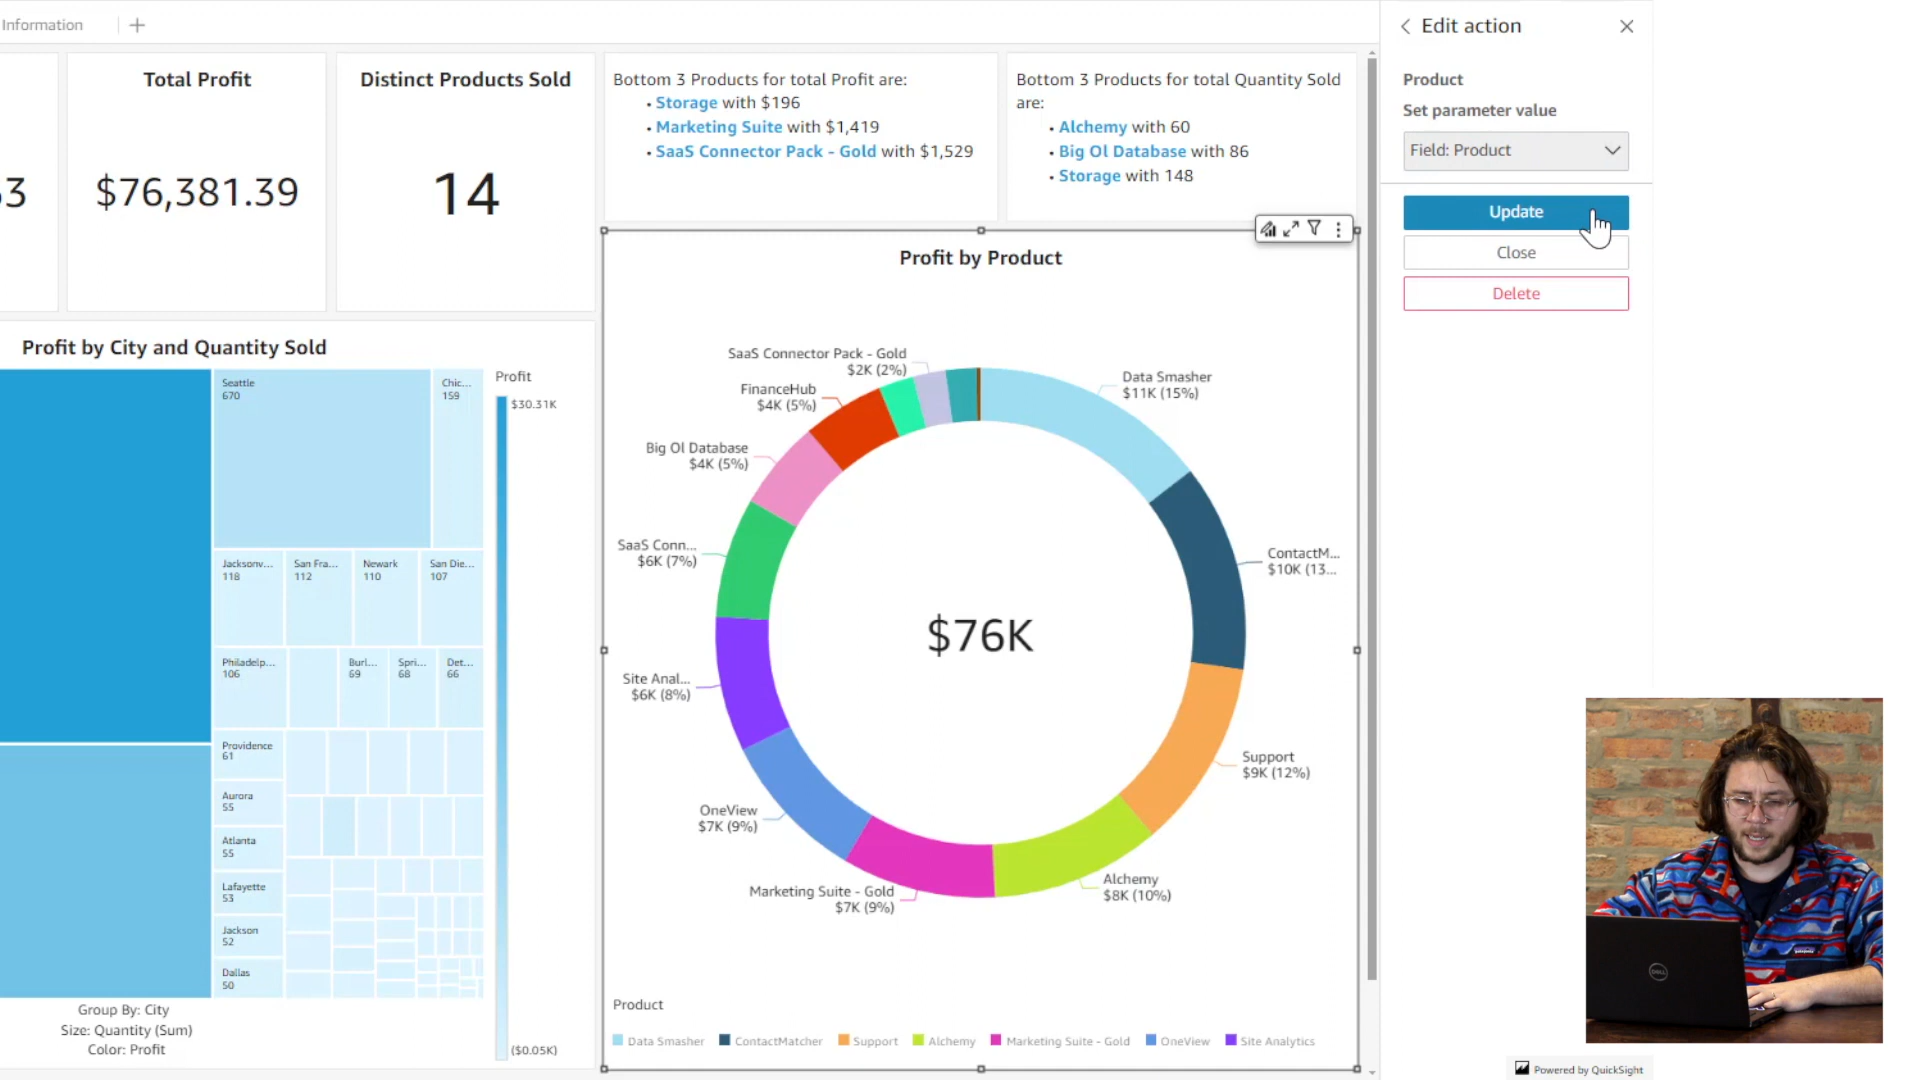 Information
+
Total Profit
$76,381.39
Distinct Products Sold
14
Bottom 3 Products for total Profit are:
• Storage with $196
• Marketing Suite with $1,419
• SaaS Connector Pack - Gold with $1,529
Bottom 3 Products for total Quantity Sold
are:
• Alchemy with 60
• Big Ol Database with 86
• Storage with 148
Profit by City and Quantity Sold
Seattle
670
Chic...
159
Jacksonv...
118
San Fra...
112
Newark
110
San Die...
107
Philadelp...
106
Burl...
69
Spri...
68
Det...
66
Providence
61
Aurora
55
Atlanta
55
Lafayette
53
Jackson
52
Dallas
50
Profit
$30.31K
($0.05K)
Group By: City
Size: Quantity (Sum)
Color: Profit
Profit by Product
SaaS Connector Pack - Gold
$2K (2%)
FinanceHub
$4K (5%)
Big Ol Database
$4K (5%)
SaaS Conn...
$6K (7%)
Site Anal...
$6K (8%)
OneView
$7K (9%)
Marketing Suite - Gold
$7K (9%)
Data Smasher
$11K (15%)
ContactM...
$10K (13...
Support
$9K (12%)
Alchemy
$8K (10%)
$76K
Product
Data Smasher ContactMatcher Support Alchemy Marketing Suite - Gold OneView Site Analytics
Edit action
Product
Set parameter value
Field: Product
Update
Close
Delete
DELL
Powered by QuickSight